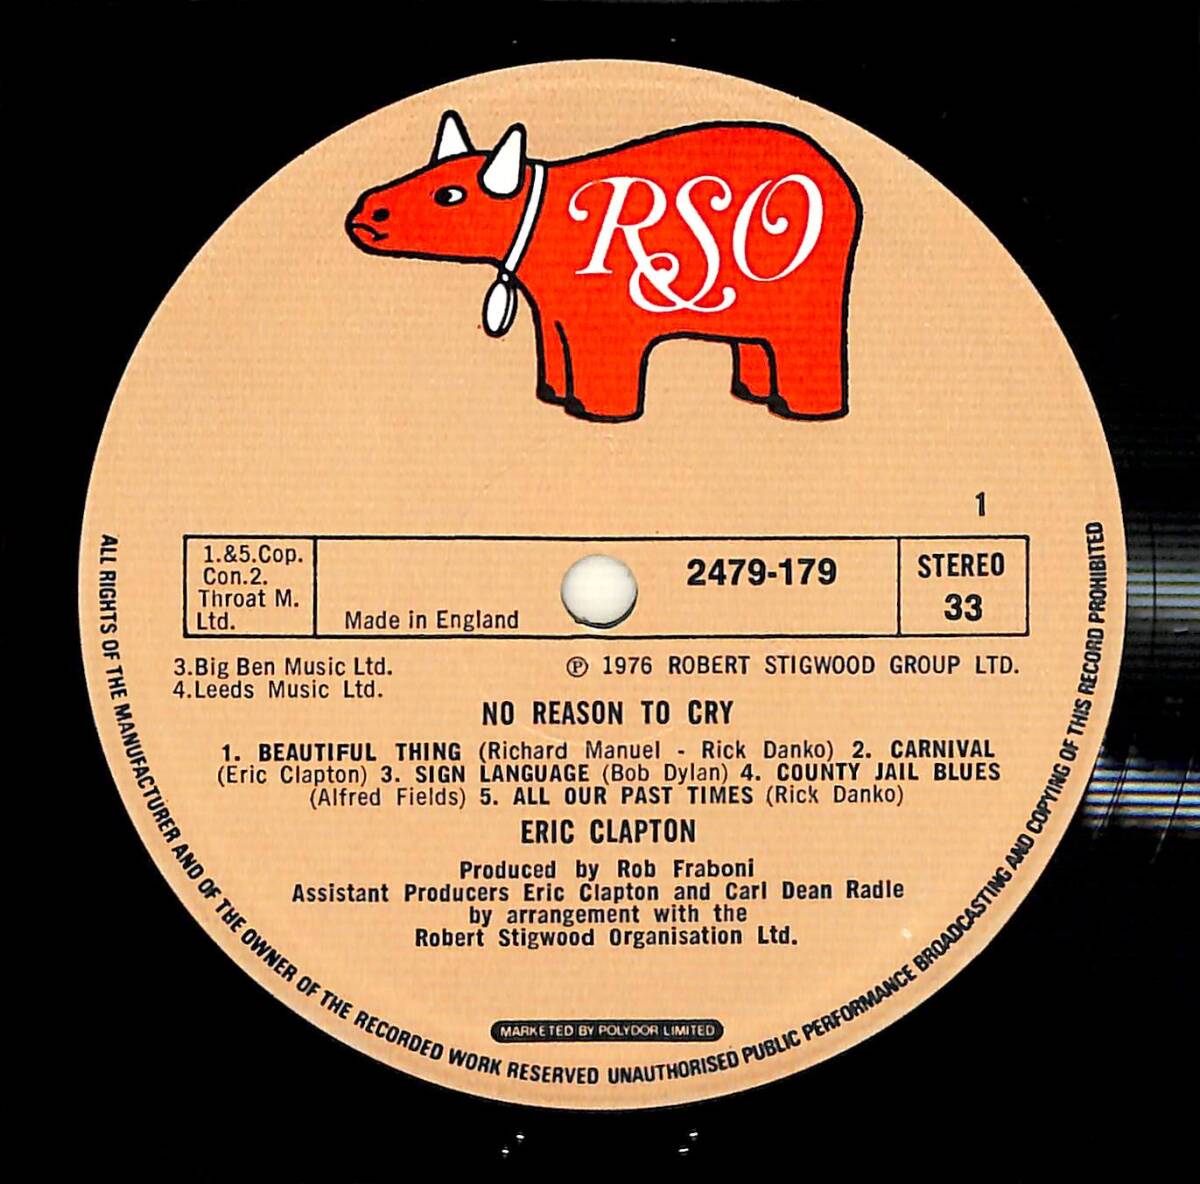 RSO
1
1.&5.Cop.
Con.2.
Throat M.
Ltd.
Made in England
2479-179
STEREO
33
3.Big Ben Music Ltd.
4.Leeds Music Ltd.
℗ 1976 ROBERT STIGWOOD GROUP LTD.
NO REASON TO CRY
1. BEAUTIFUL THING (Richard Manuel - Rick Danko) 2. CARNIVAL
(Eric Clapton) 3. SIGN LANGUAGE (Bob Dylan) 4. COUNTY JAIL BLUES
(Alfred Fields) 5. ALL OUR PAST TIMES (Rick Danko)
ERIC CLAPTON
Produced by Rob Fraboni
Assistant Producers Eric Clapton and Carl Dean Radle
by arrangement with the
Robert Stigwood Organisation Ltd.
MARKETED BY POLYDOR LIMITED
ALL RIGHTS OF THE MANUFACTURER AND OF THE OWNER OF THE RECORDED WORK RESERVED UNAUTHORISED PUBLIC PERFORMANCE BROADCASTING AND COPYING OF THIS RECORD PROHIBITED